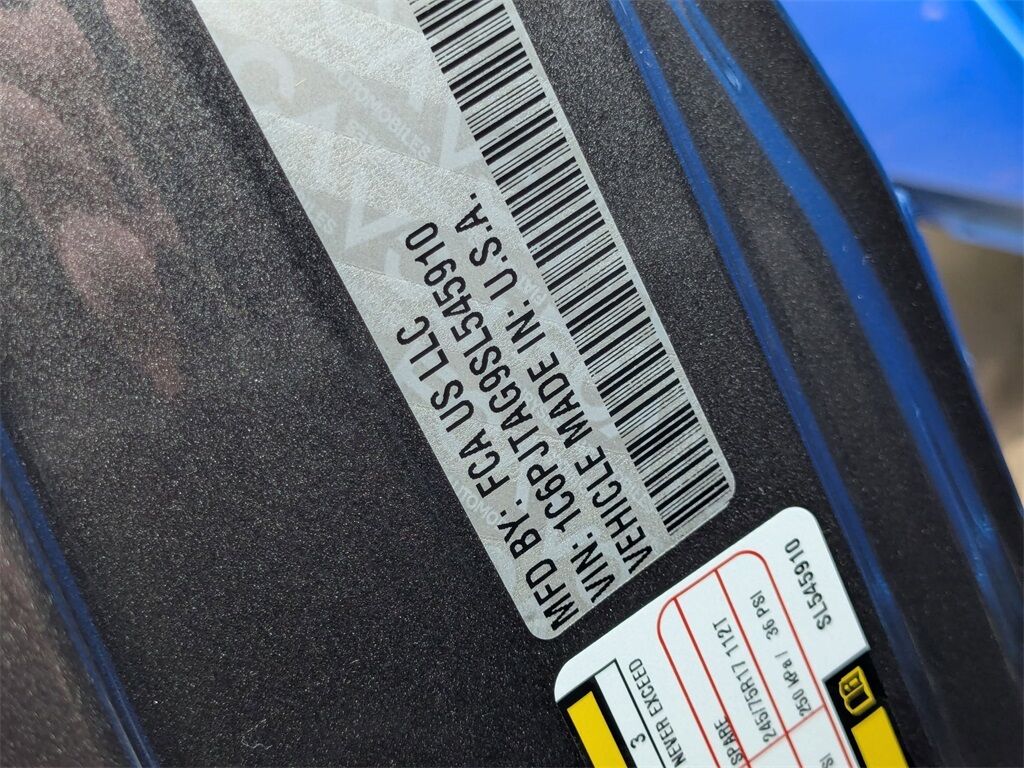 MFD BY: FCA US LLC
VIN: 1C6PJTAG9SL545910
VEHICLE MADE IN: U.S.A.
SL545910
3
NEVER EXCEED
SPARE
245/75R17 112T
250 kPa / 36 PSI
SI